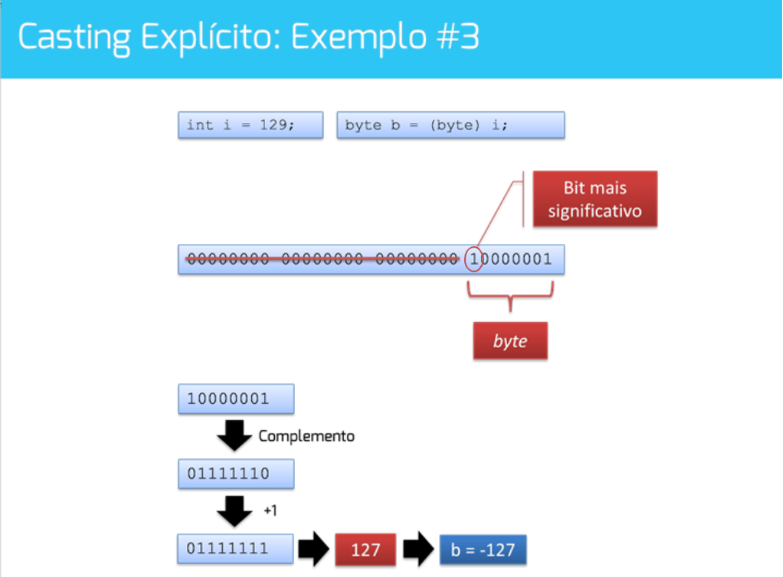 Casting Explícito: Exemplo #3
int i = 129;
byte b = (byte) i;
Bit mais
significativo
00000000 00000000 00000000 10000001
byte
10000001
Complemento
01111110
+1
01111111
127
b = -127